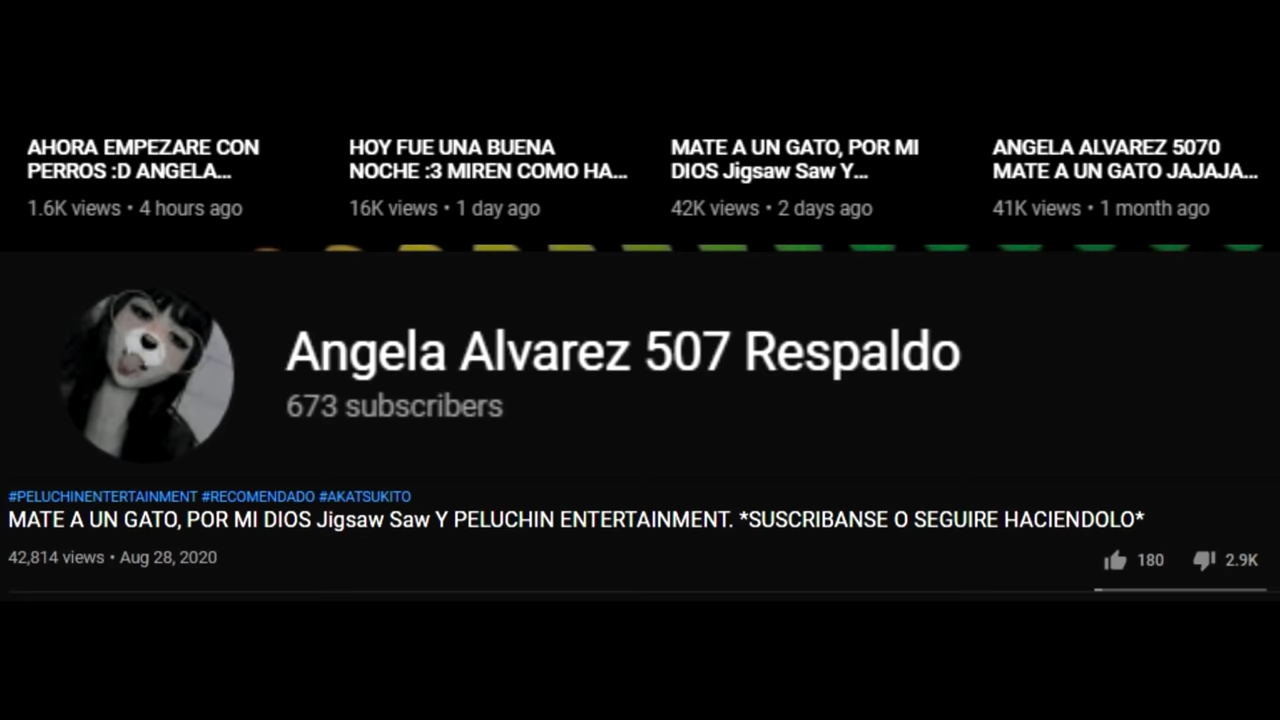 AHORA EMPEZARE CON
PERROS :D ANGELA...
1.6K views • 4 hours ago
HOY FUE UNA BUENA
NOCHE :3 MIREN COMO HA...
16K views • 1 day ago
MATE A UN GATO, POR MI
DIOS Jigsaw Saw Y...
42K views • 2 days ago
ANGELA ALVAREZ 5070
MATE A UN GATO JAJAJA...
41K views • 1 month ago
Angela Alvarez 507 Respaldo
673 subscribers
#PELUCHINENTERTAINMENT #RECOMENDADO #AKATSUKITO
MATE A UN GATO, POR MI DIOS Jigsaw Saw Y PELUCHIN ENTERTAINMENT. *SUSCRIBANSE O SEGUIRE HACIENDOLO*
42,814 views • Aug 28, 2020
180
2.9K